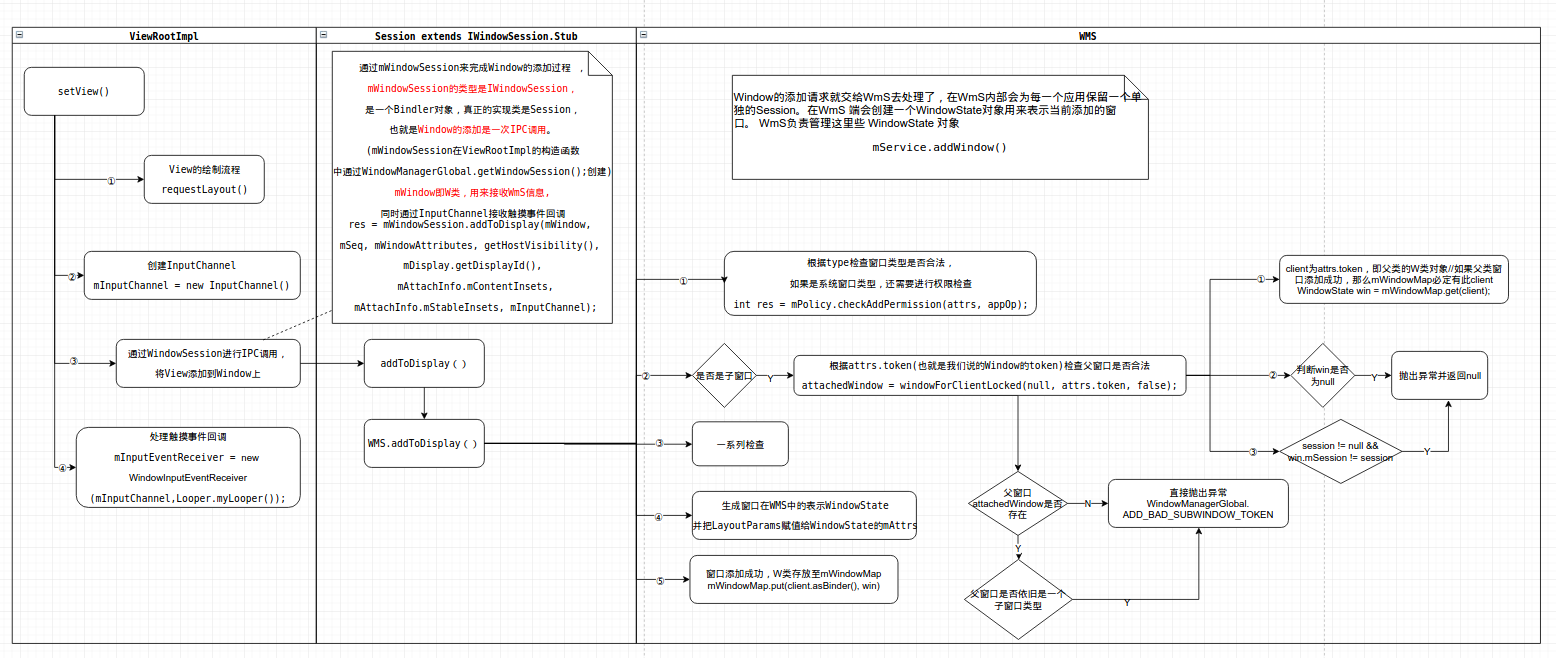 ViewRootImpl
setView()
①
View的绘制流程
requestLayout()
②
创建InputChannel
mInputChannel = new InputChannel()
③
通过WindowSession进行IPC调用，
将View添加到Window上
④
处理触摸事件回调
mInputEventReceiver = new
WindowInputEventReceiver
(mInputChannel,Looper.myLooper());
Session extends IWindowSession.Stub
通过mWindowSession来完成Window的添加过程 ，
mWindowSession的类型是IWindowSession，
是一个Bindler对象，真正的实现类是Session，
也就是Window的添加是一次IPC调用。
(mWindowSession在ViewRootImpl的构造函数
中通过WindowManagerGlobal.getWindowSession();创建)
mWindow即W类，用来接收WmS信息,
同时通过InputChannel接收触摸事件回调
res = mWindowSession.addToDisplay(mWindow,
mSeq, mWindowAttributes, getHostVisibility(),
mDisplay.getDisplayId(),
mAttachInfo.mContentInsets,
mAttachInfo.mStableInsets, mInputChannel);
addToDisplay（）
WMS.addToDisplay（）
WMS
Window的添加请求就交给WmS去处理了，在WmS内部会为每一个应用保留一个单
独的Session。在WmS 端会创建一个WindowState对象用来表示当前添加的窗
口。 WmS负责管理这里些 WindowState 对象
mService.addWindow()
①
根据type检查窗口类型是否合法，
如果是系统窗口类型，还需要进行权限检查
int res = mPolicy.checkAddPermission(attrs, appOp);
②
是否是子窗口
Y
根据attrs.token(也就是我们说的Window的token)检查父窗口是否合法
attachedWindow = windowForClientLocked(null, attrs.token, false);
①
client为attrs.token，即父类的W类对象//如果父类窗
口添加成功，那么mWindowMap必定有此client
WindowState win = mWindowMap.get(client);
②
判断win是否
为null
Y
抛出异常并返回null
③
session != null &&
win.mSession != session
Y
③
一系列检查
父窗口
attachedWindow是否
存在
N
直接抛出异常
WindowManagerGlobal.
ADD_BAD_SUBWINDOW_TOKEN
Y
父窗口是否依旧是一个
子窗口类型
Y
④
生成窗口在WMS中的表示WindowState
并把LayoutParams赋值给WindowState的mAttrs
⑤
窗口添加成功，W类存放至mWindowMap
mWindowMap.put(client.asBinder(), win)